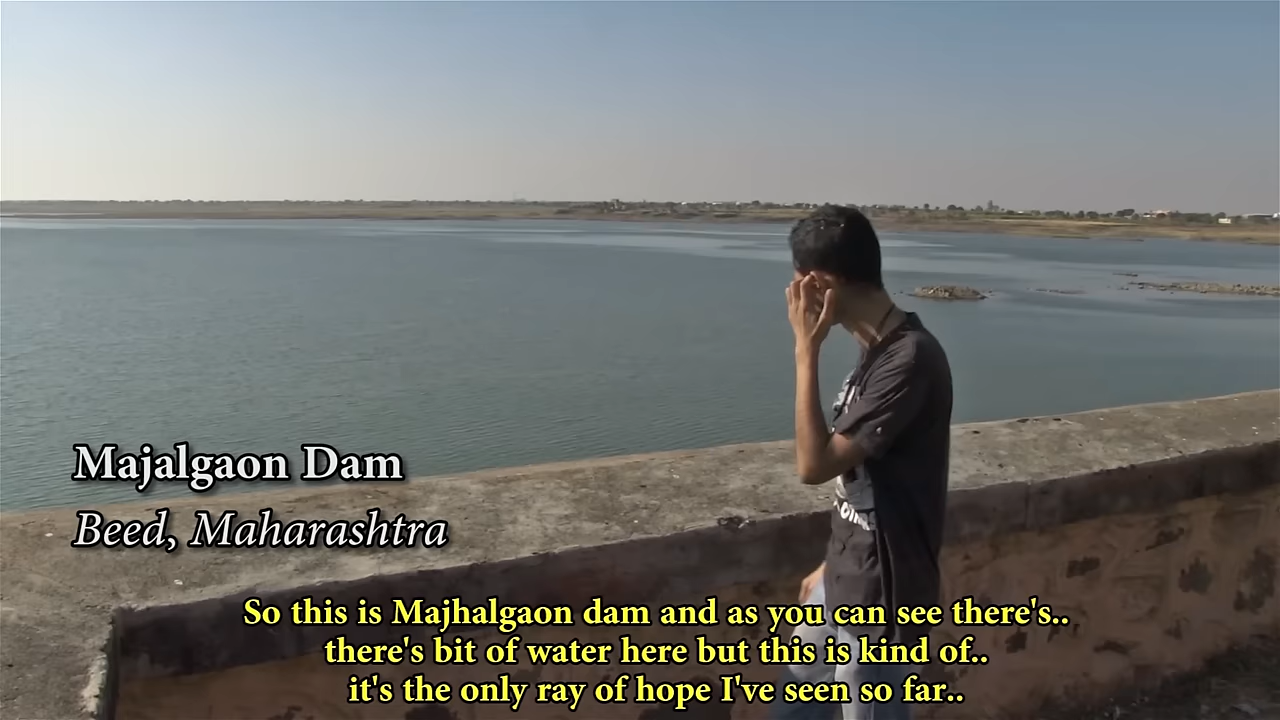 Majalgaon Dam
Beed, Maharashtra
So this is Majhalgaon dam and as you can see there's..
there's bit of water here but this is kind of..
it's the only ray of hope I've seen so far..